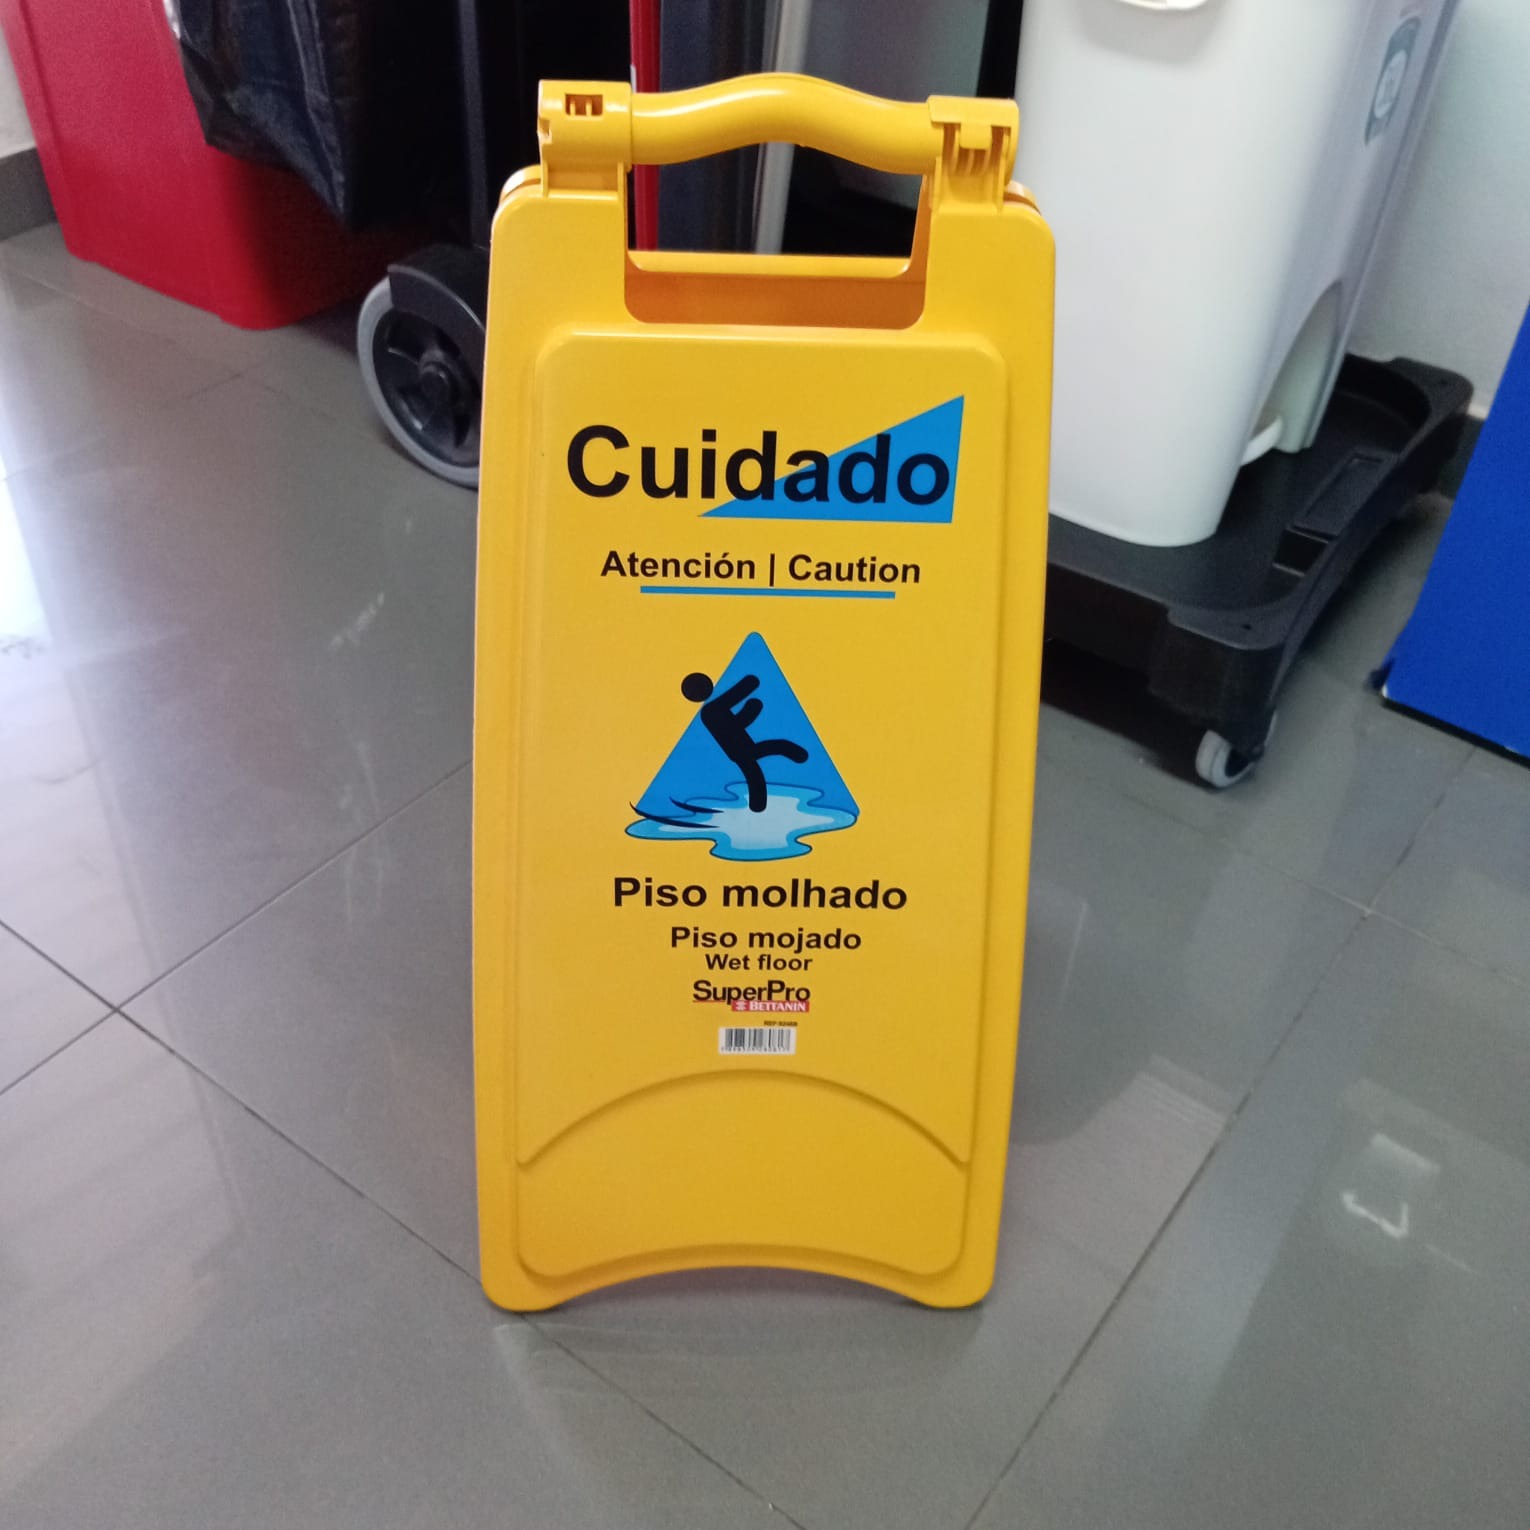 Cuidado
Atención | Caution
Piso molhado
Piso mojado
Wet floor
SuperPro
BETTANIN